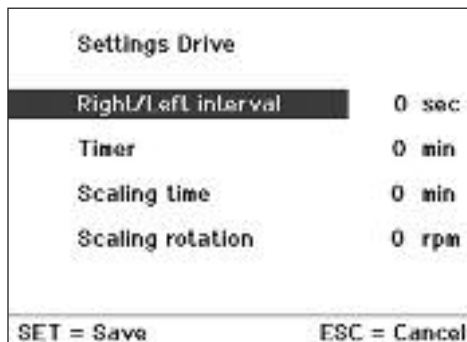 Settings Drive
Right/Left interval 0 sec
Timer 0 min
Scaling time 0 min
Scaling rotation 0 rpm
SET = Save ESC = Cancel